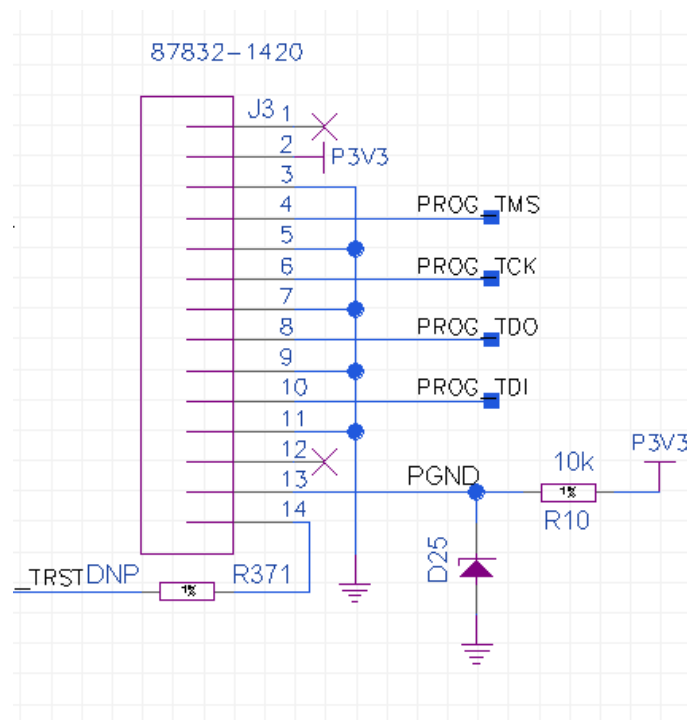 87832-1420
J3
1
2
P3V3
3
4
PROG_TMS
5
6
PROG_TCK
7
8
PROG_TDO
9
10
PROG_TDI
11
12
13
PGND
10k
P3V3
1%
R10
14
D25
_TRST
DNP
1%
R371